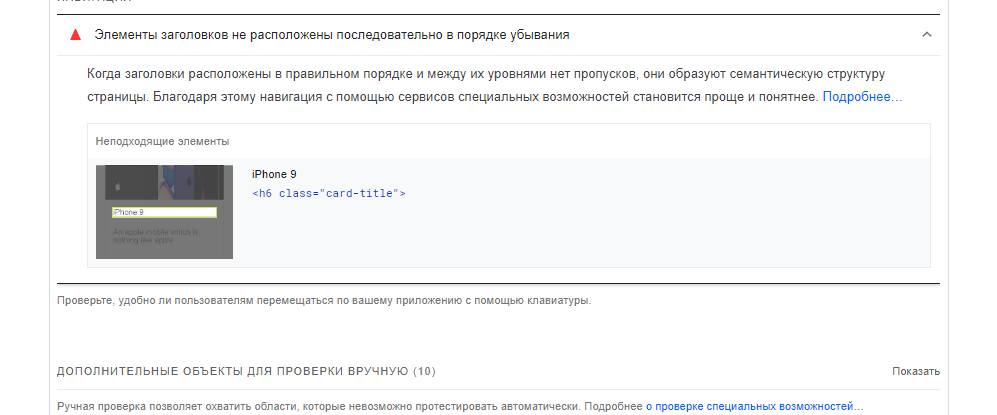 Элементы заголовков не расположены последовательно в порядке убывания
Когда заголовки расположены в правильном порядке и между их уровнями нет пропусков, они образуют семантическую структуру
страницы. Благодаря этому навигация с помощью сервисов специальных возможностей становится проще и понятнее. Подробнее…
Неподходящие элементы
iPhone 9
<h6 class="card-title">
iPhone 9
An apple mobile which is
nothing like apple
Проверьте, удобно ли пользователям перемещаться по вашему приложению с помощью клавиатуры.
ДОПОЛНИТЕЛЬНЫЕ ОБЪЕКТЫ ДЛЯ ПРОВЕРКИ ВРУЧНУЮ (10)
Показать
Ручная проверка позволяет охватить области, которые невозможно протестировать автоматически. Подробнее о проверке специальных возможностей…